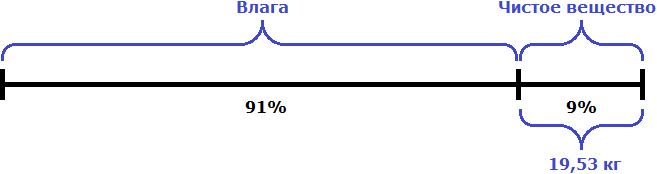 Влага
Чистое вещество
91%
9%
19,53 кг